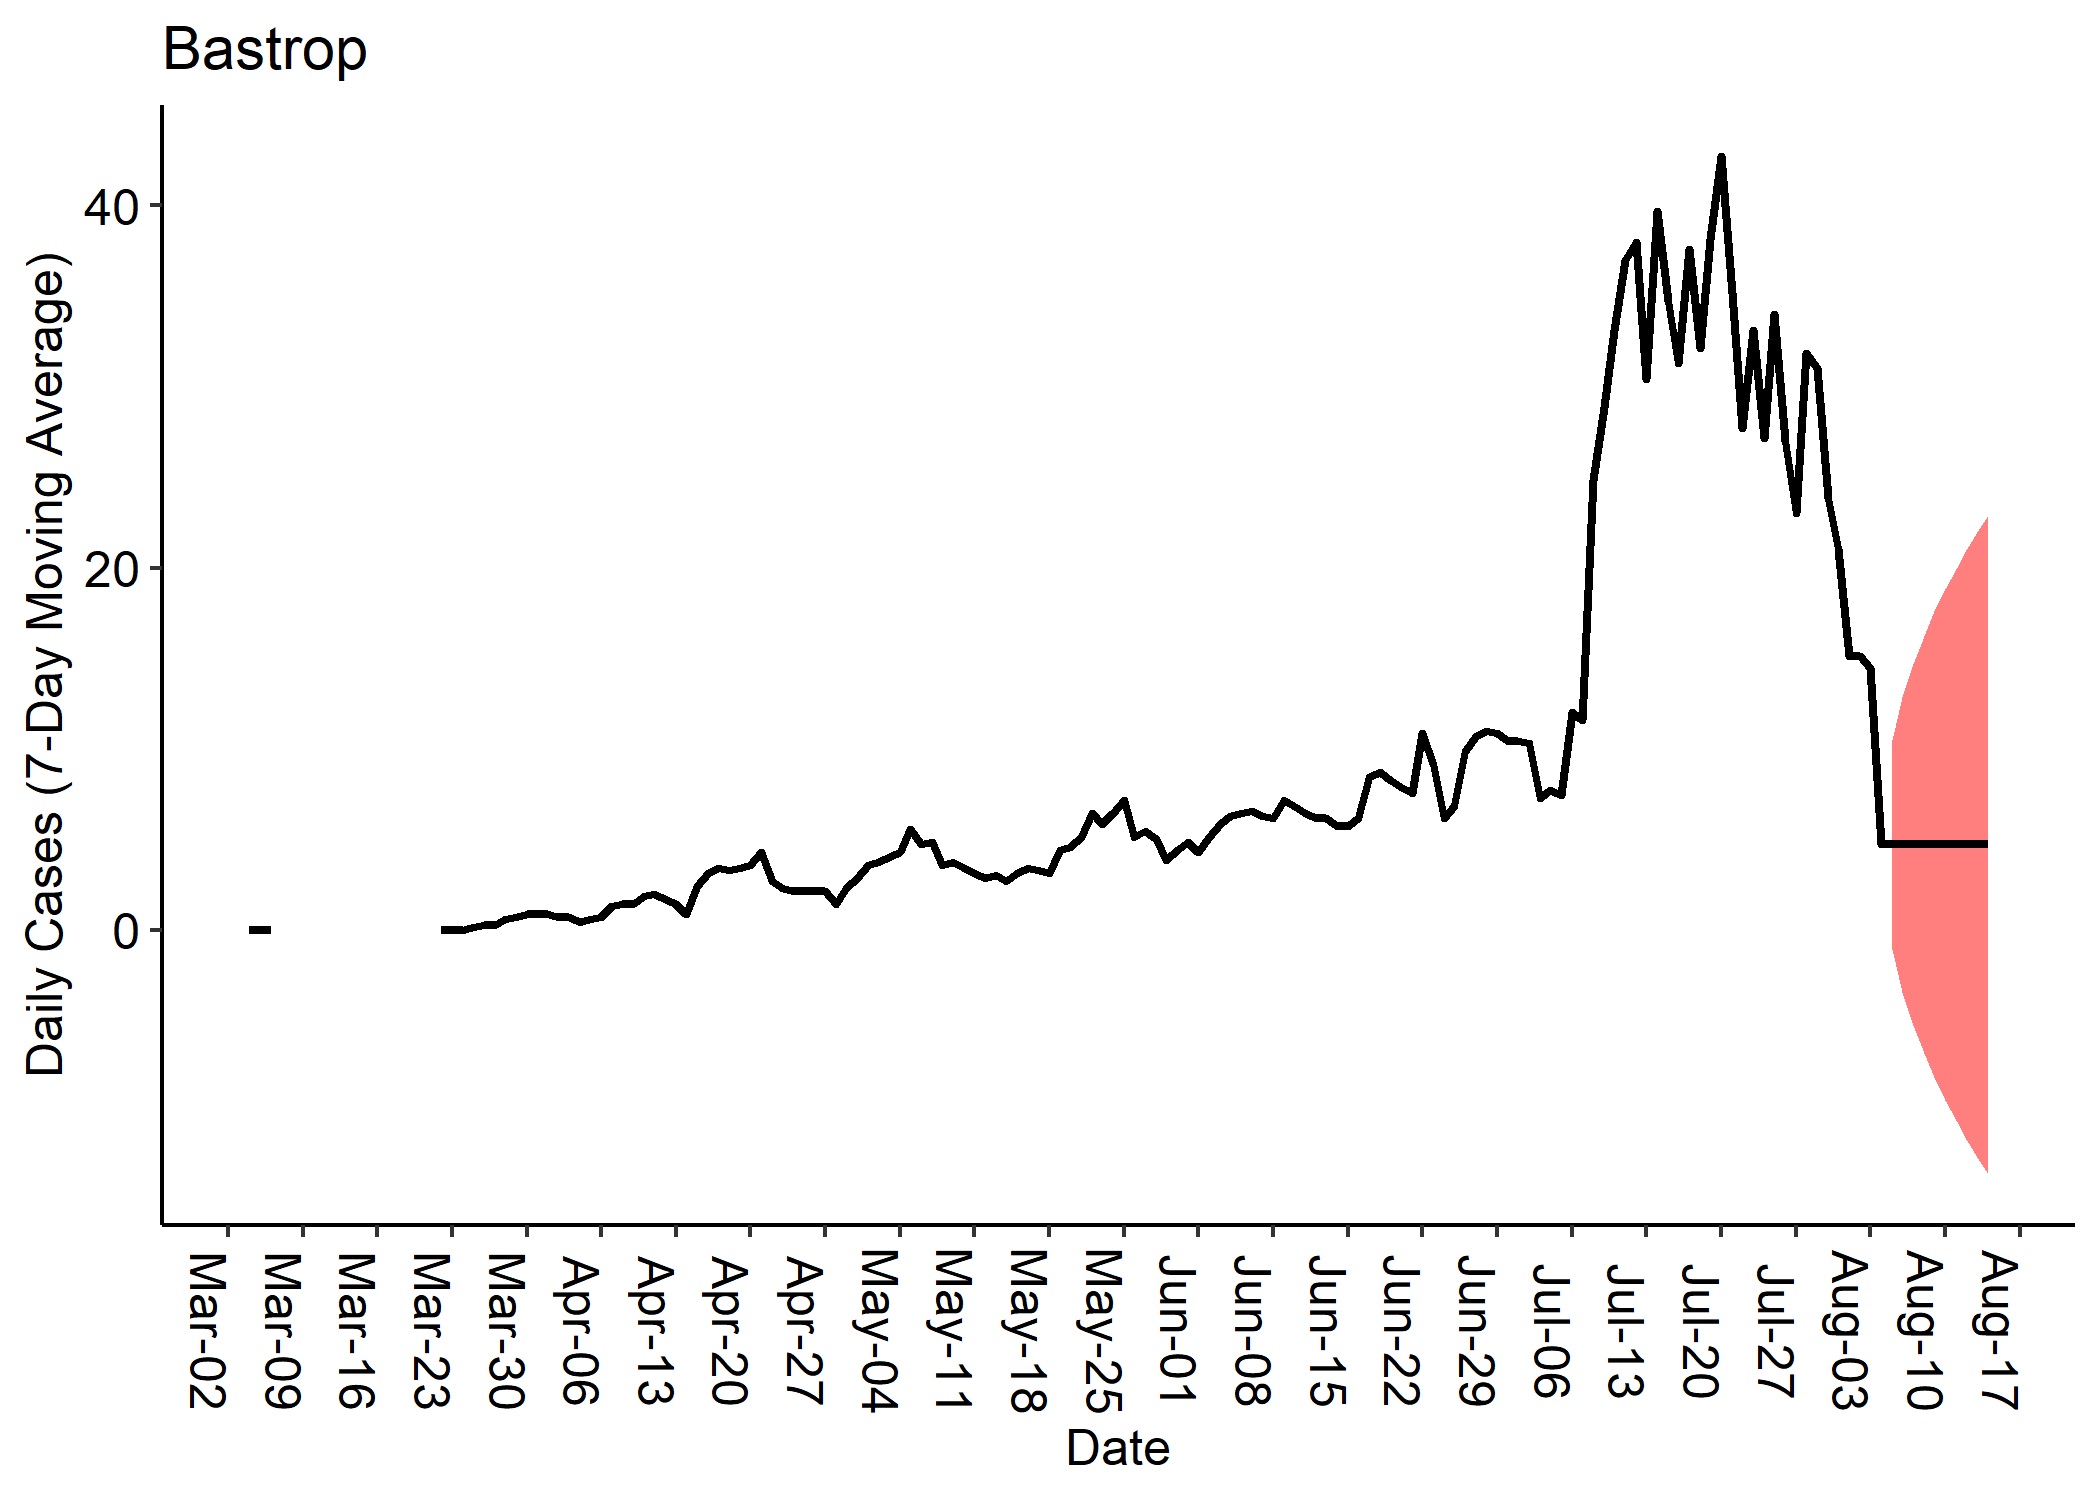 Bastrop
Daily Cases (7-Day Moving Average)
40
20
0
Mar-02
Mar-09
Mar-16
Mar-23
Mar-30
Apr-06
Apr-13
Apr-20
Apr-27
May-04
May-11
May-18
May-25
Jun-01
Jun-08
Jun-15
Jun-22
Jun-29
Jul-06
Jul-13
Jul-20
Jul-27
Aug-03
Aug-10
Aug-17
Date